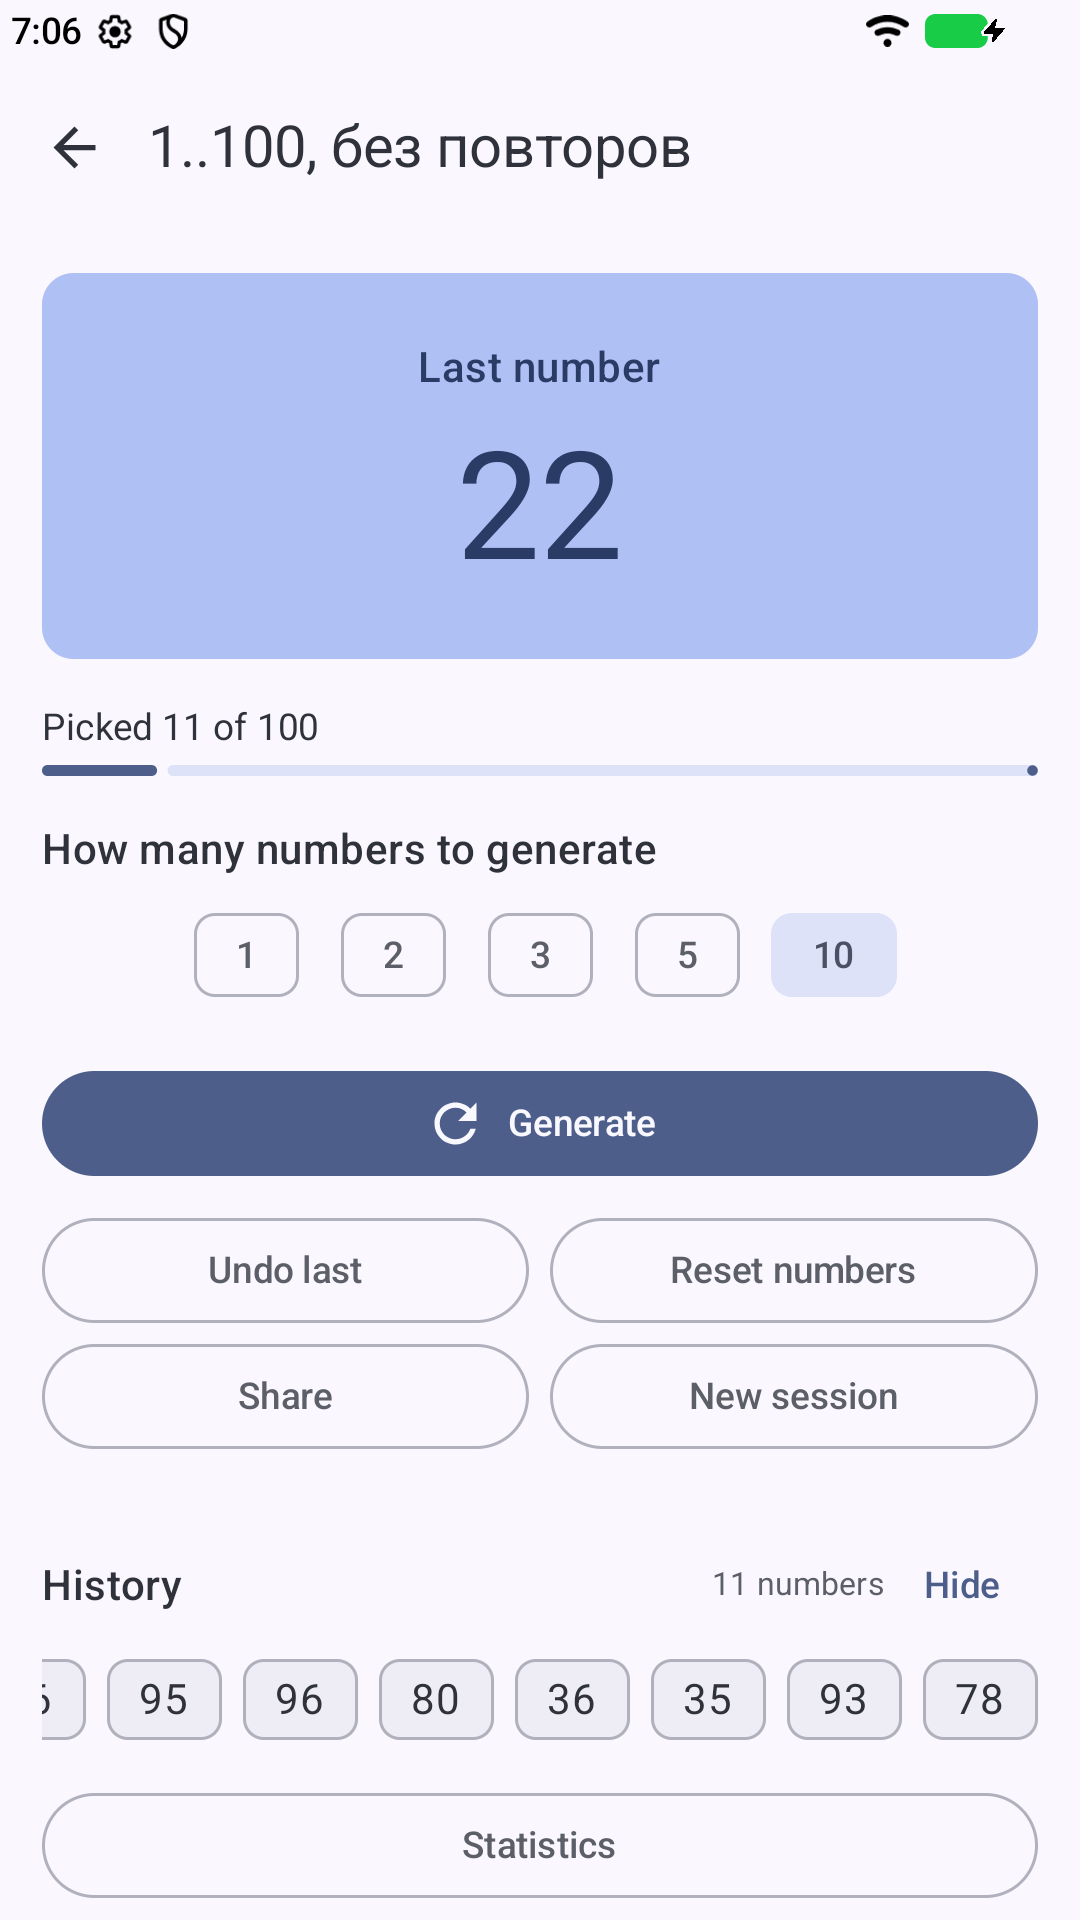 7:06
1..100, без повторов
Last number
22
Picked 11 of 100
How many numbers to generate
1 2 3 5 10
Generate
Undo last Reset numbers
Share New session
History 11 numbers Hide
95 96 80 36 35 93 78
Statistics